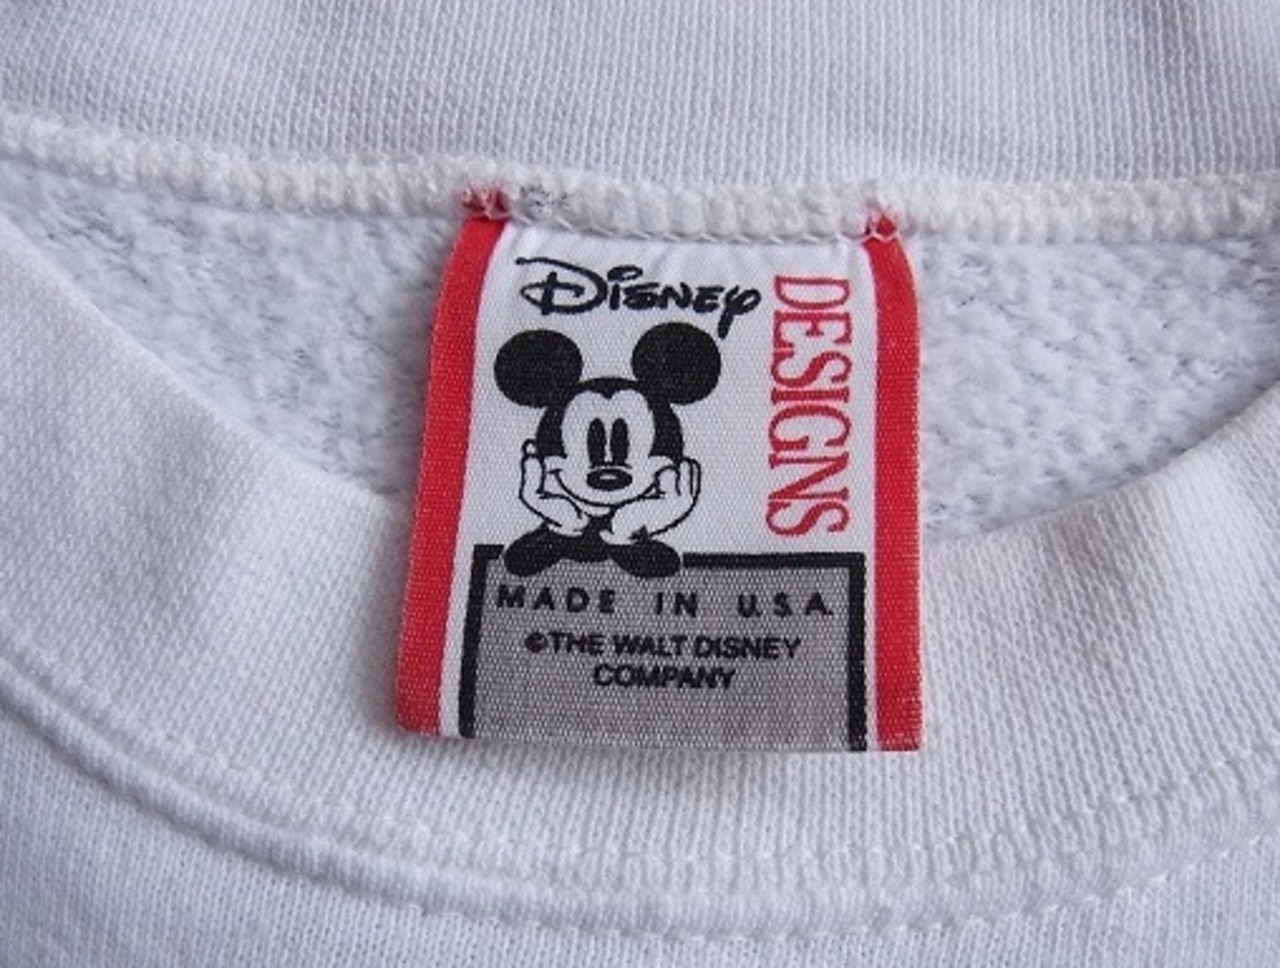 Disney
DESIGNS
MADE IN U.S.A.
©THE WALT DISNEY
COMPANY